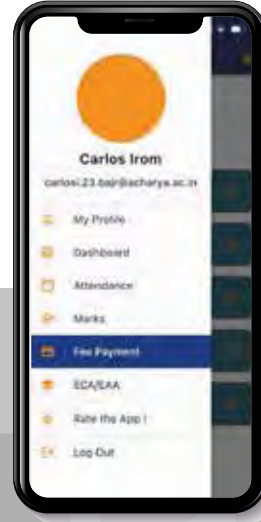 Carlos Irom
carlosi.23.bajr@acharya.ac.in
My Profile
Dashboard
Attendance
Marks
Fee Payment
ECA/EAA
Rate the App !
Log Out